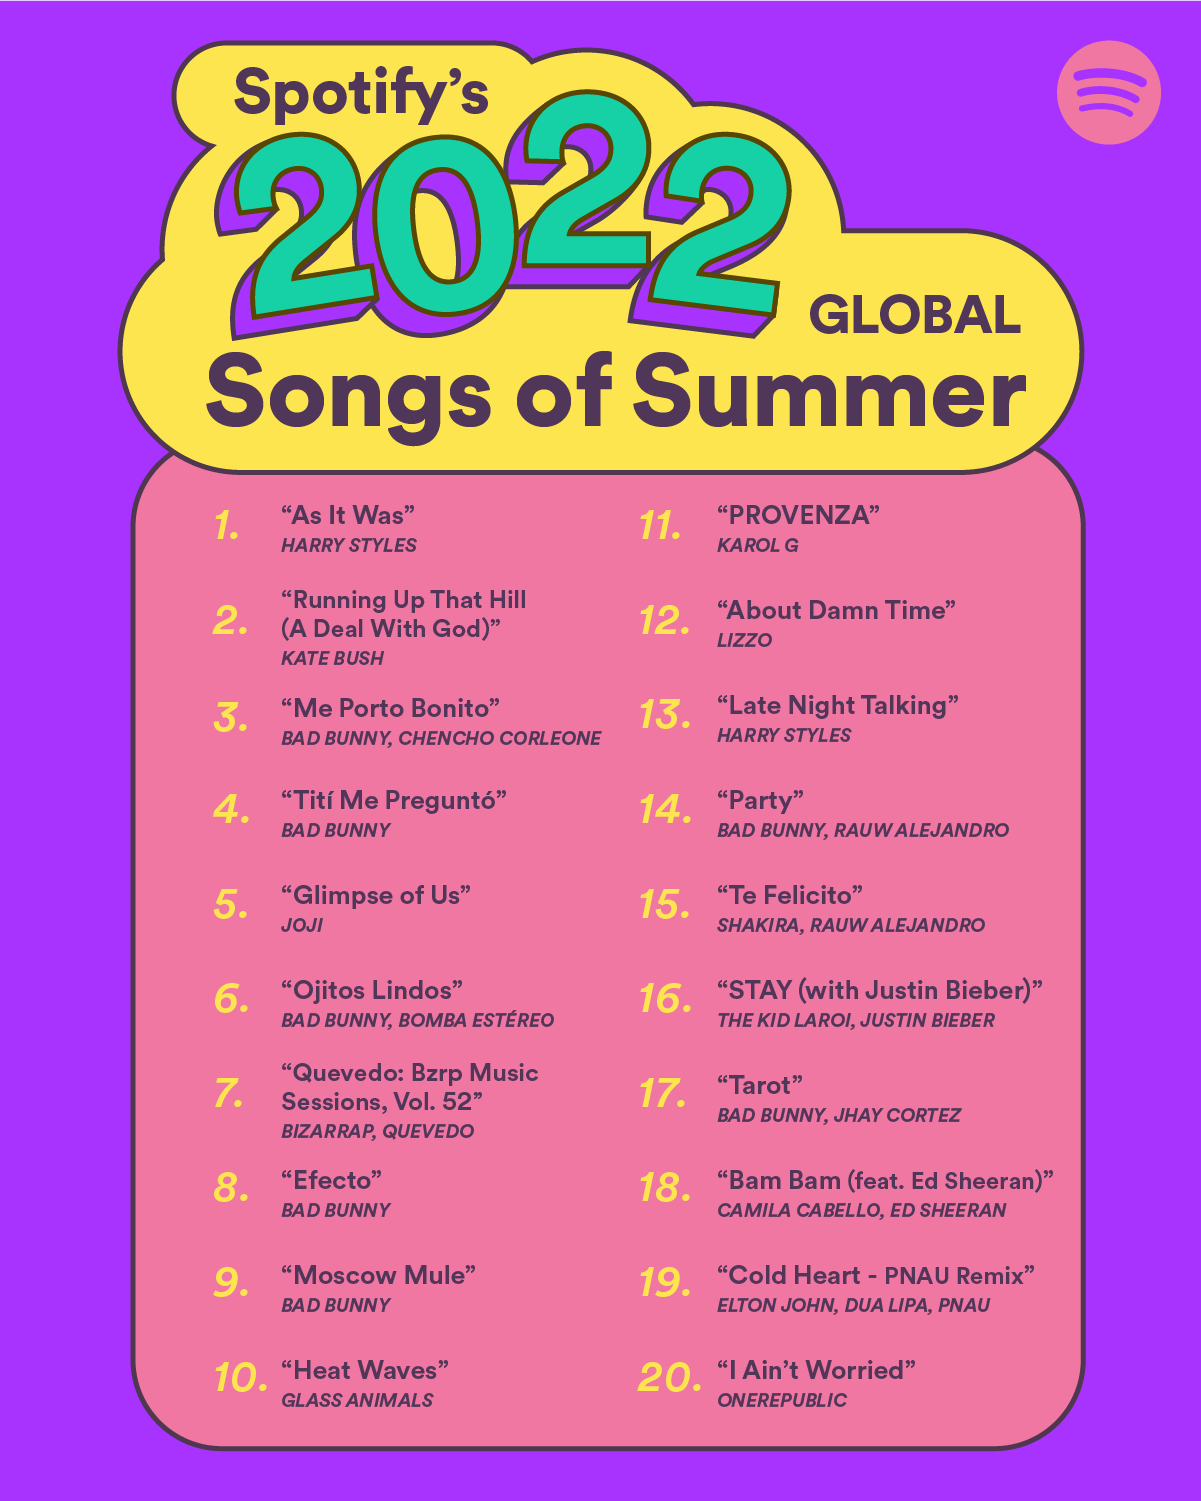 Spotify’s
2022
GLOBAL
Songs of Summer
1. “As It Was”
HARRY STYLES
2. “Running Up That Hill
(A Deal With God)”
KATE BUSH
3. “Me Porto Bonito”
BAD BUNNY, CHENCHO CORLEONE
4. “Tití Me Preguntó”
BAD BUNNY
5. “Glimpse of Us”
JOJI
6. “Ojitos Lindos”
BAD BUNNY, BOMBA ESTÉREO
7. “Quevedo: Bzrp Music
Sessions, Vol. 52”
BIZARRAP, QUEVEDO
8. “Efecto”
BAD BUNNY
9. “Moscow Mule”
BAD BUNNY
10. “Heat Waves”
GLASS ANIMALS
11. “PROVENZA”
KAROL G
12. “About Damn Time”
LIZZO
13. “Late Night Talking”
HARRY STYLES
14. “Party”
BAD BUNNY, RAUW ALEJANDRO
15. “Te Felicito”
SHAKIRA, RAUW ALEJANDRO
16. “STAY (with Justin Bieber)”
THE KID LAROI, JUSTIN BIEBER
17. “Tarot”
BAD BUNNY, JHAY CORTEZ
18. “Bam Bam (feat. Ed Sheeran)”
CAMILA CABELLO, ED SHEERAN
19. “Cold Heart - PNAU Remix”
ELTON JOHN, DUA LIPA, PNAU
20. “I Ain’t Worried”
ONEREPUBLIC